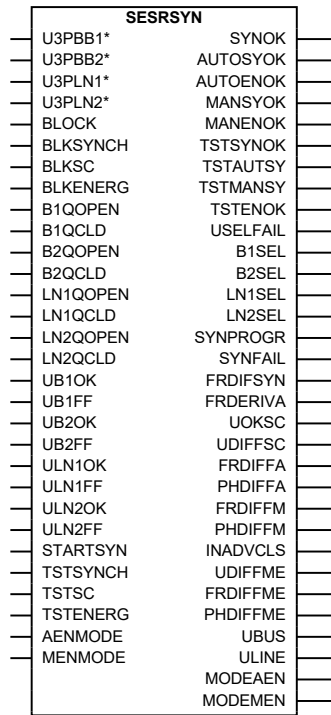 SESRSYN
U3PBB1* SYNOK
U3PBB2* AUTOSYOK
U3PLN1* AUTOENOK
U3PLN2* MANSYOK
BLOCK MANENOK
BLKSYNCH TSTSYNOK
BLKSC TSTAUTSY
BLKENERG TSTMANSY
B1QOPEN TSTENOK
B1QCLD USELFAIL
B2QOPEN B1SEL
B2QCLD B2SEL
LN1QOPEN LN1SEL
LN1QCLD LN2SEL
LN2QOPEN SYNPROGR
LN2QCLD SYNFAIL
UB1OK FRDIFSYN
UB1FF FRDERIVA
UB2OK UOKSC
UB2FF UDIFFSC
ULN1OK FRDIFFA
ULN1FF PHDIFFA
ULN2OK FRDIFFM
ULN2FF PHDIFFM
STARTSYN INADVCLS
TSTSYNCH UDIFFME
TSTSC FRDIFFME
TSTENERG PHDIFFME
AENMODE UBUS
MENMODE ULINE
MODEAEN
MODEMEN